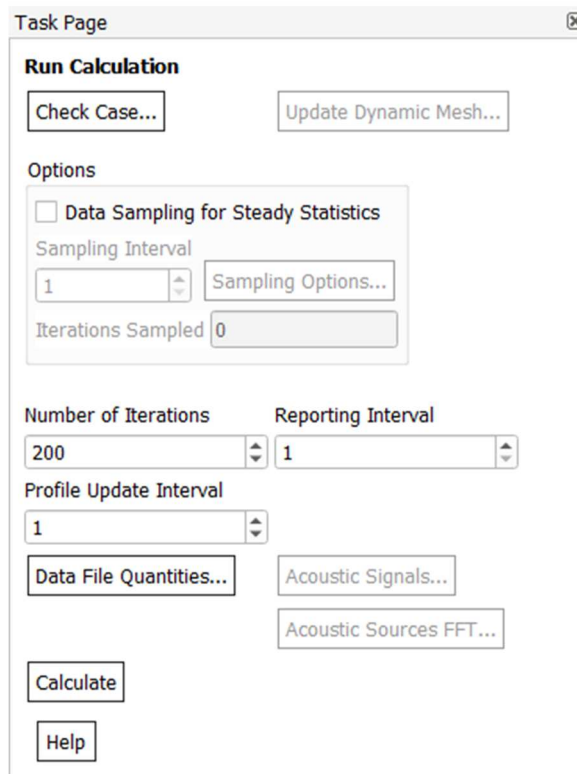 Task Page
Run Calculation
Check Case... Update Dynamic Mesh...
Options
Data Sampling for Steady Statistics
Sampling Interval
1 Sampling Options...
Iterations Sampled 0
Number of Iterations Reporting Interval
200 1
Profile Update Interval
1
Data File Quantities... Acoustic Signals...
Acoustic Sources FFT...
Calculate
Help